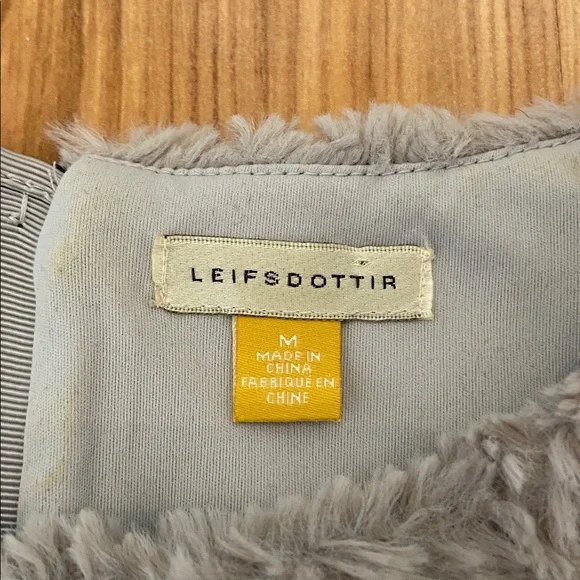 LEIFSDOTTIR
M
MADE IN
CHINA
FABRIQUE EN
CHINE